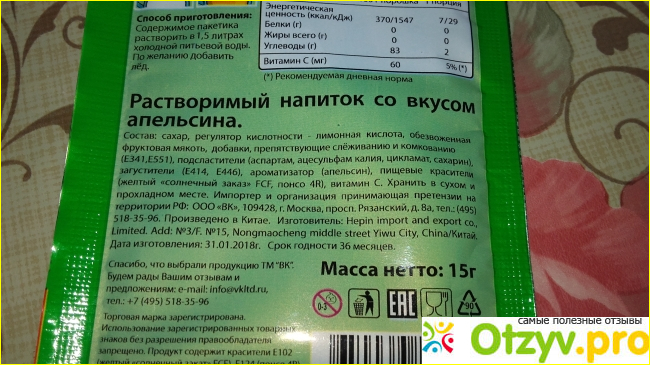 Способ приготовления:
Содержимое пакетика
растворить в 1,5 литрах
холодной питьевой воды.
По желанию добавить
лёд.
Энергетическая
ценность (ккал/кДж) 370/1547 7/29
Белки (г) 0 0
Жиры всего (г) 0 0
Углеводы (г) 83 2
Витамин С (мг) 60 5% (*)
(*) Рекомендуемая дневная норма
Растворимый напиток со вкусом
апельсина.
Состав: сахар, регулятор кислотности - лимонная кислота, обезвоженная
фруктовая мякоть, добавки, препятствующие слёживанию и комкованию
(Е341,Е551), подсластители (аспартам, ацесульфам калия, цикламат, сахарин),
загустители (Е414, Е446), ароматизатор (апельсин), пищевые красители
(желтый «солнечный заказ» FCF, понсо 4R), витамин С. Хранить в сухом и
прохладном месте. Импортер и организация принимающая претензии на
территории РФ: ООО «ВК», 109428, г. Москва, просп. Рязанский, д. 8а, тел.: (495)
518-35-96. Произведено в Китае. Изготовитель: Hepin import and export co.,
Limited. Add: №3/F. №15, Nongmaocheng middle street Yiwu City, China/Китай.
Дата изготовления: 31.01.2018г. Срок годности 36 месяцев.
Спасибо, что выбрали продукцию ТМ "ВК".
Будем рады Вашим отзывам и
предложениям: e-mail: info@vkltd.ru,
тел.: +7 (495) 518-35-96
Масса нетто: 15г
0-3
EAC
90
Торговая марка зарегистрирована.
Использование зарегистрированных товарных
знаков без разрешения правообладателя
запрещено. Продукт содержит красители Е102
самые полезные отзывы
Otzyv.pro